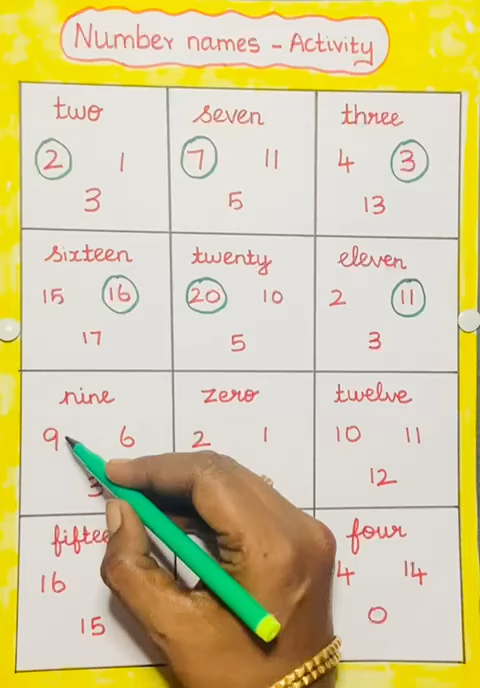 Number names - Activity
two
2 1
3
seven
7 11
5
three
4 3
13
sixteen
15 16
17
twenty
20 10
5
eleven
2 11
3
nine
9 6
zero
2 1
twelve
10 11
12
16
15
four
4 14
0